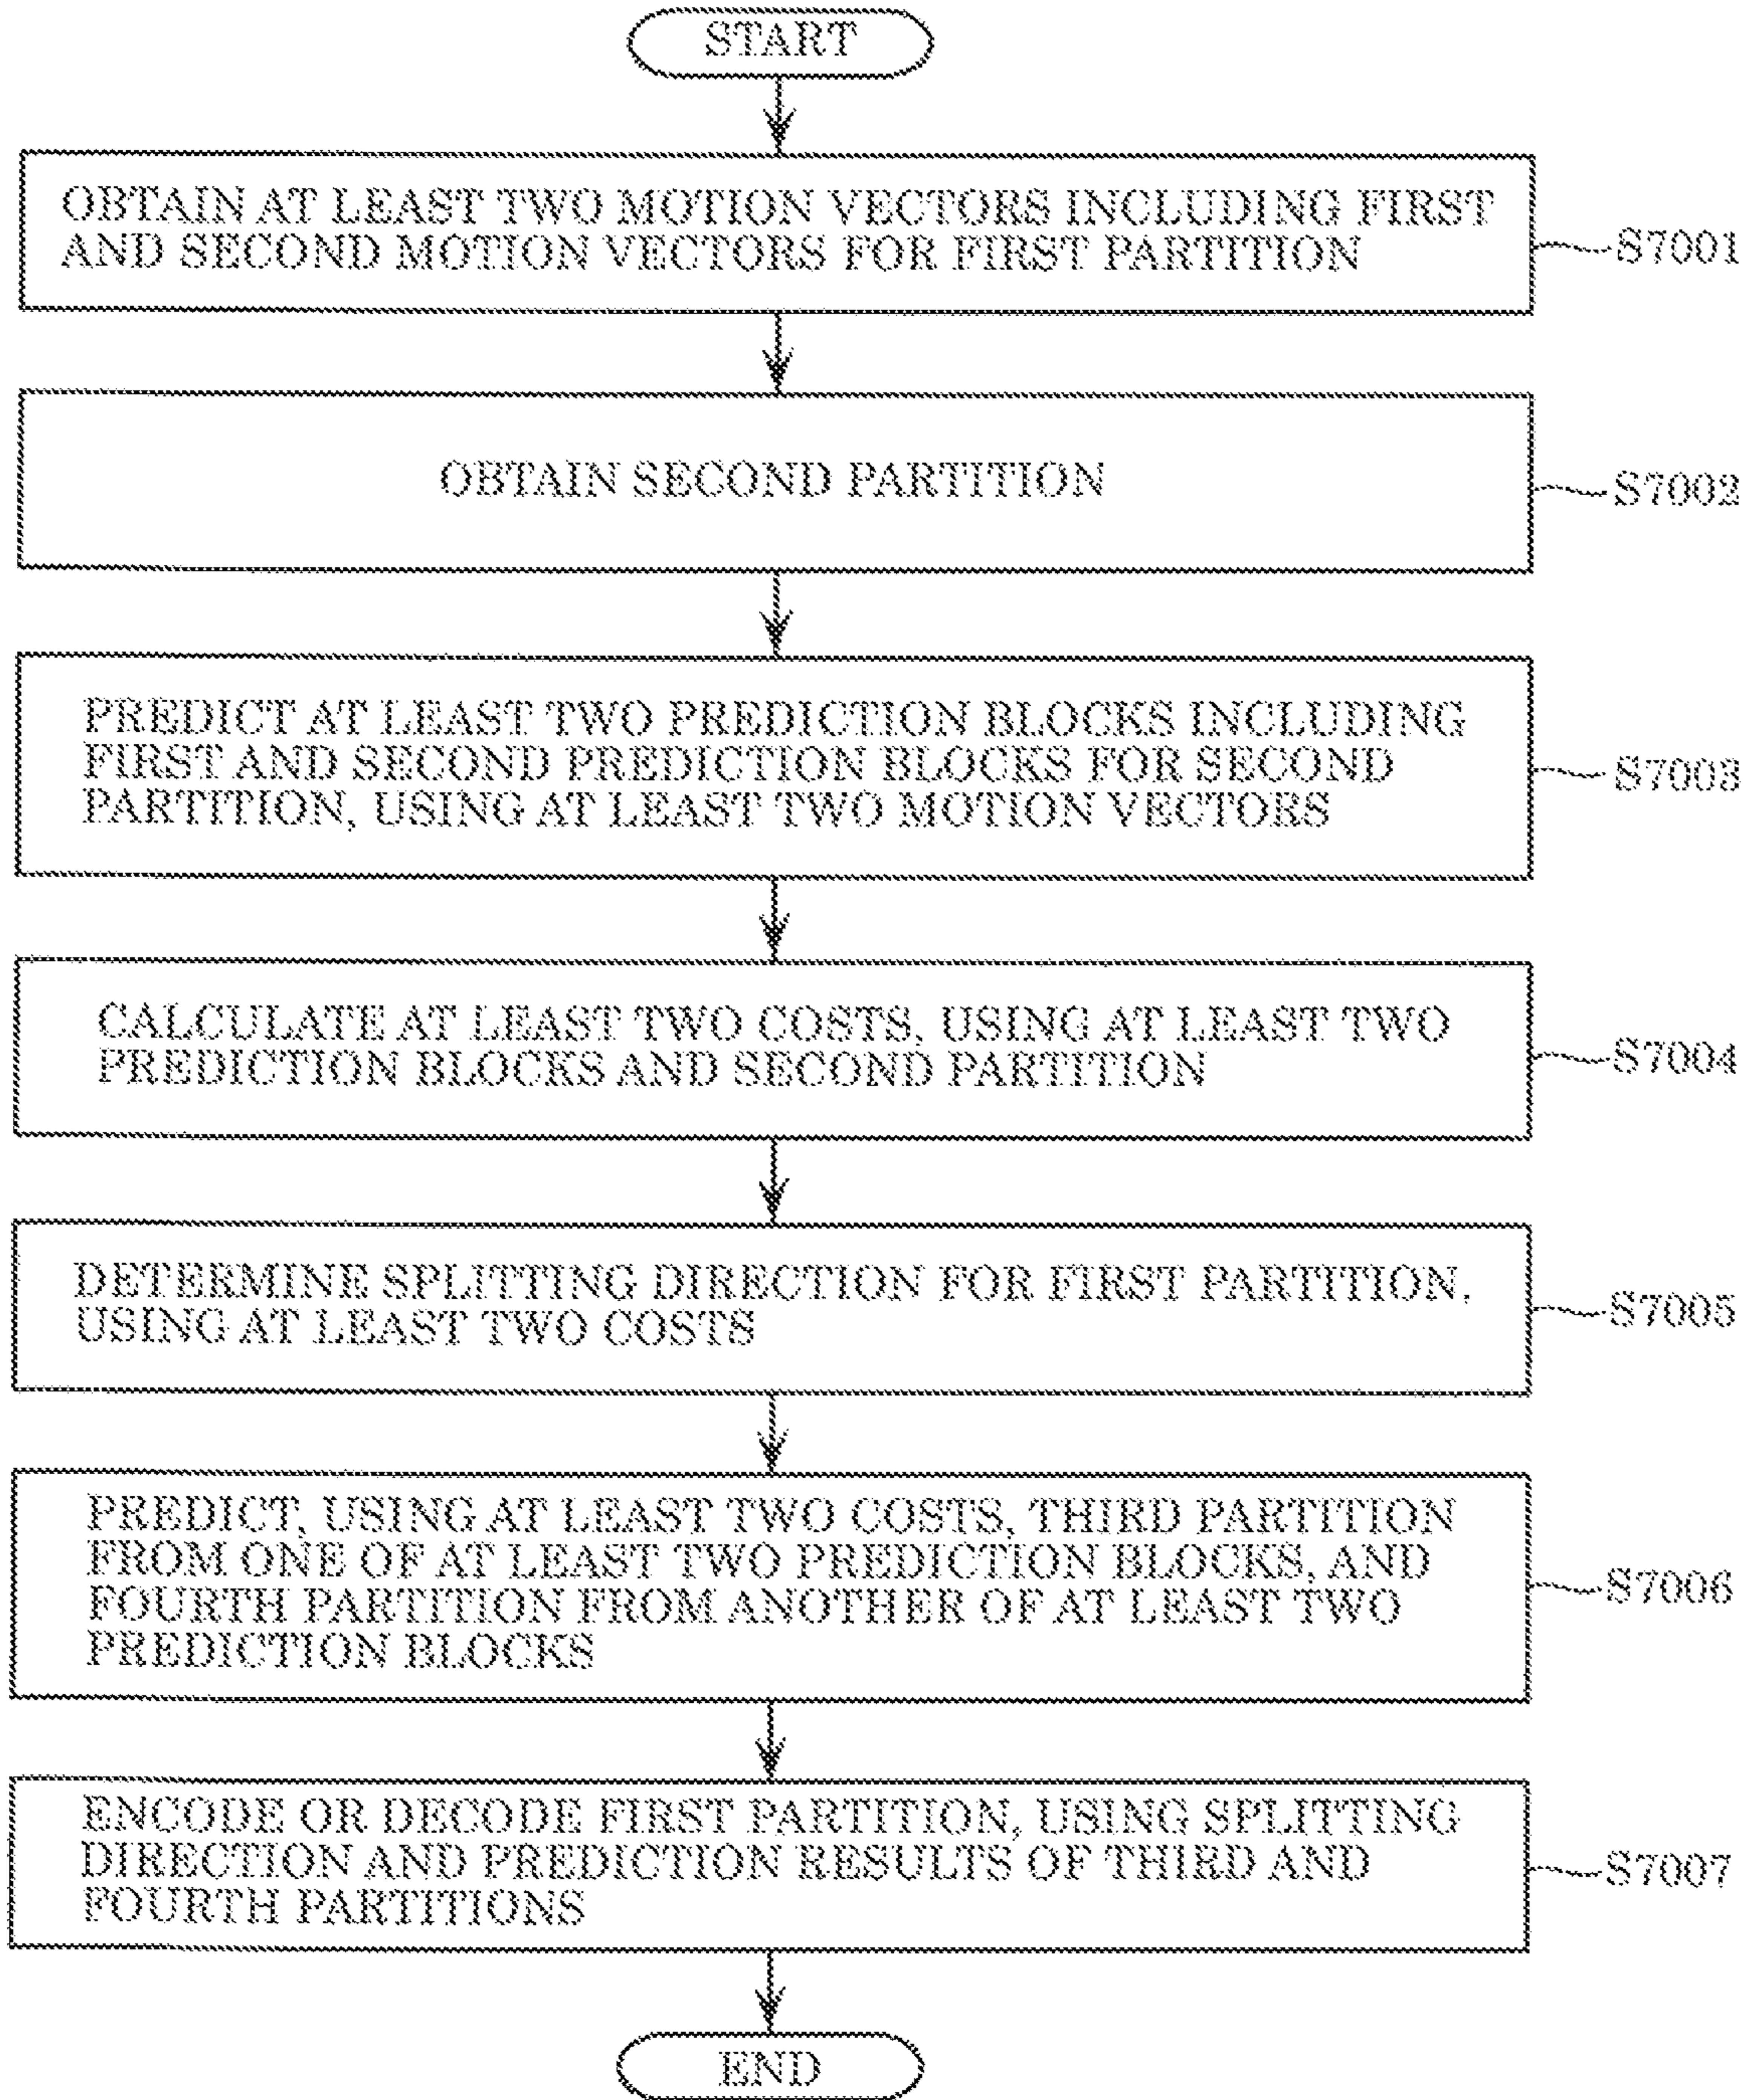 START
OBTAIN AT LEAST TWO MOTION VECTORS INCLUDING FIRST
AND SECOND MOTION VECTORS FOR FIRST PARTITION
S7001
OBTAIN SECOND PARTITION
S7002
PREDICT AT LEAST TWO PREDICTION BLOCKS INCLUDING
FIRST AND SECOND PREDICTION BLOCKS FOR SECOND
PARTITION, USING AT LEAST TWO MOTION VECTORS
S7003
CALCULATE AT LEAST TWO COSTS, USING AT LEAST TWO
PREDICTION BLOCKS AND SECOND PARTITION
S7004
DETERMINE SPLITTING DIRECTION FOR FIRST PARTITION,
USING AT LEAST TWO COSTS
S7005
PREDICT, USING AT LEAST TWO COSTS, THIRD PARTITION
FROM ONE OF AT LEAST TWO PREDICTION BLOCKS, AND
FOURTH PARTITION FROM ANOTHER OF AT LEAST TWO
PREDICTION BLOCKS
S7006
ENCODE OR DECODE FIRST PARTITION, USING SPLITTING
DIRECTION AND PREDICTION RESULTS OF THIRD AND
FOURTH PARTITIONS
S7007
END